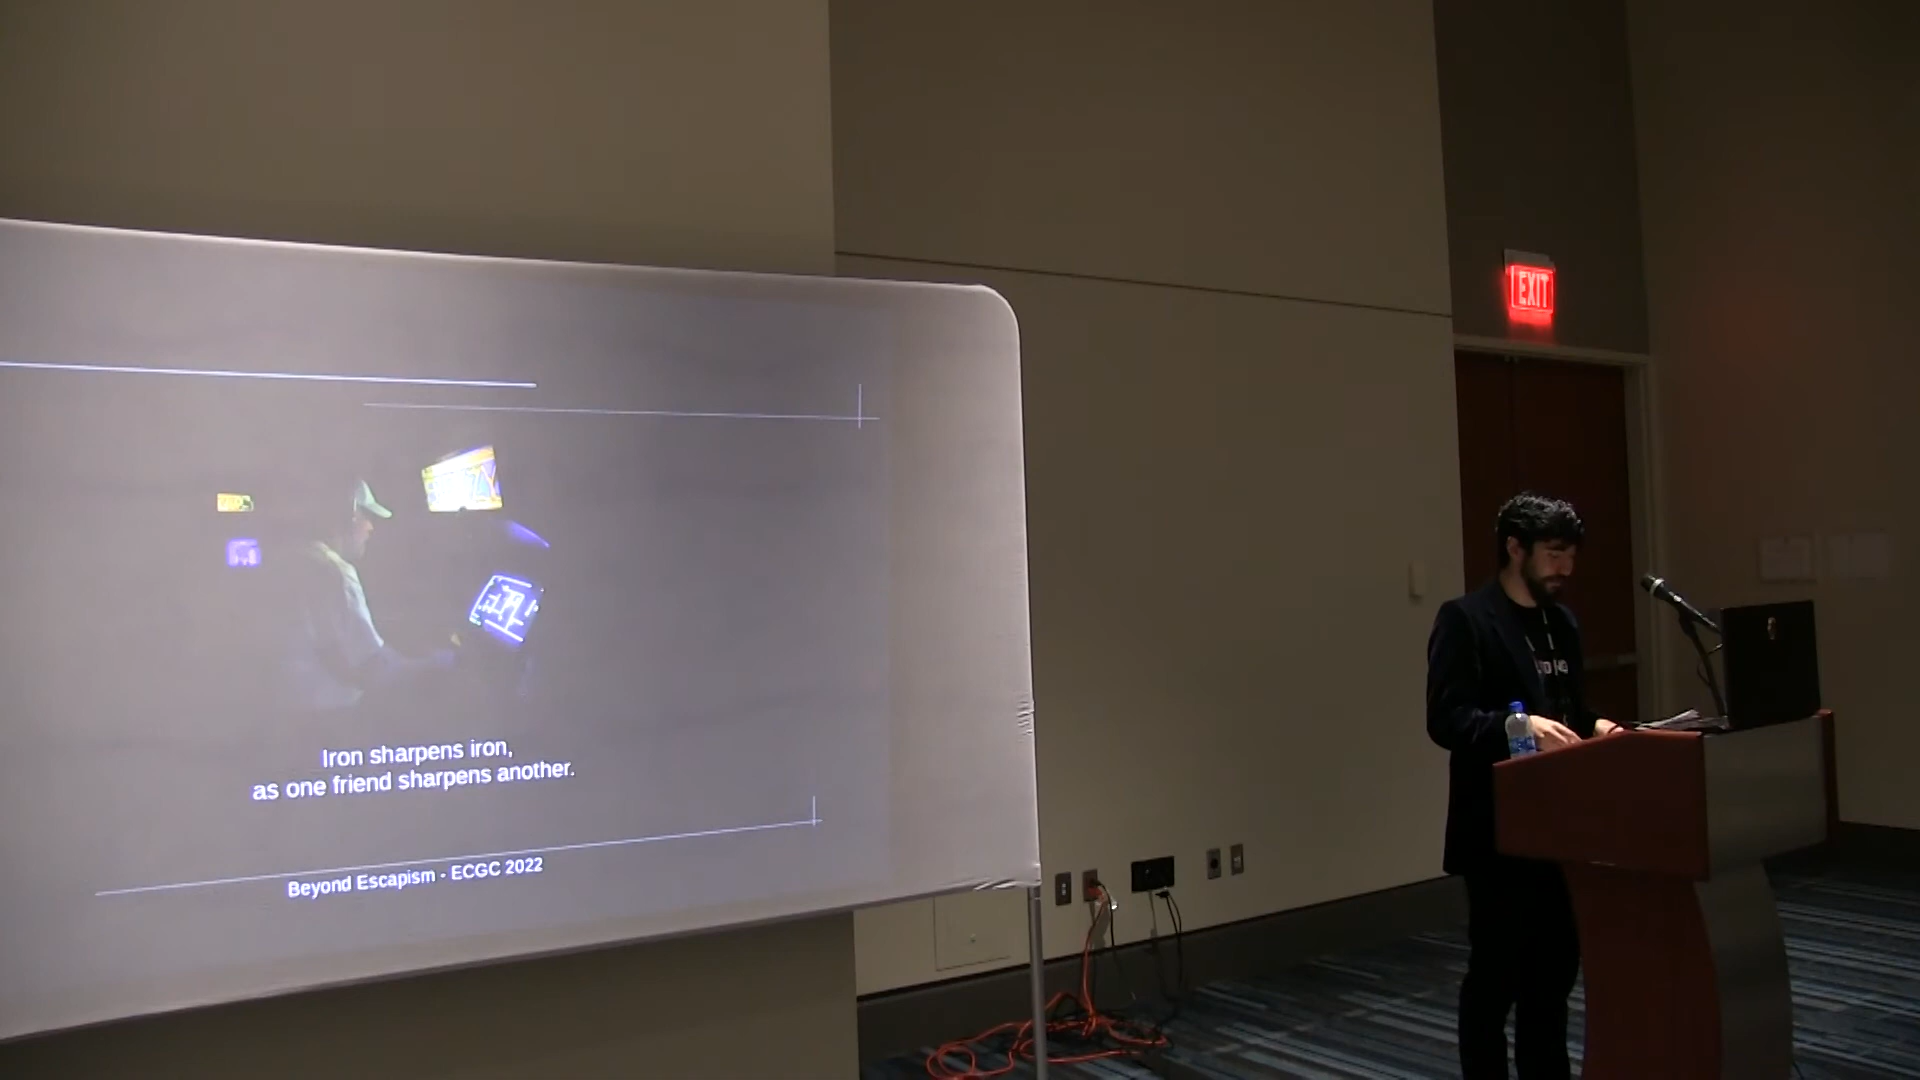 EXIT
Iron sharpens iron,
as one friend sharpens another.
Beyond Escapism - ECGC 2022